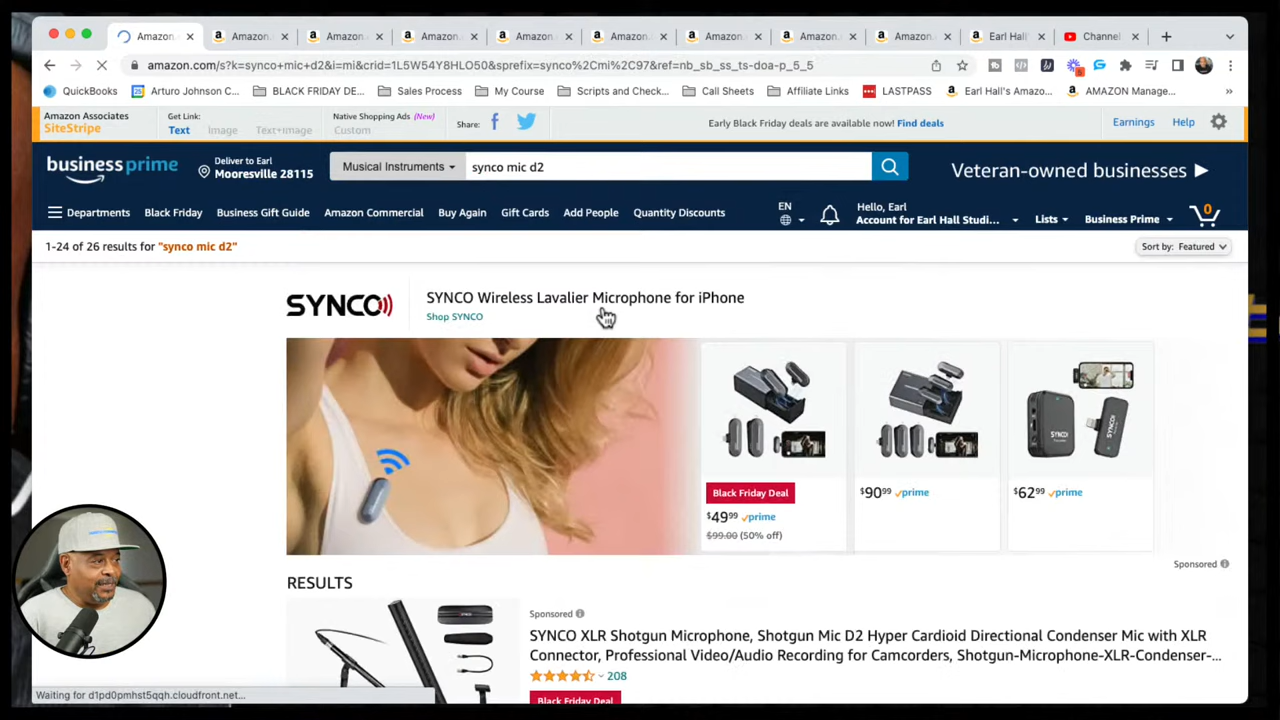 Amazon. × Amazon.c × Amazon.c × Amazon.c × Amazon.c × Amazon.c × Amazon.c × Amazon.c × Amazon.c × Earl Hall' × Channel × +
amazon.com/s?k=synco+mic+d2&i=mi&crid=1L5W54Y8HLO50&sprefix=synco%2Cmi%2C97&ref=nb_sb_ss_ts-doa-p_5_5
QuickBooks Arturo Johnson C... BLACK FRIDAY DE... Sales Process My Course Scripts and Check... Call Sheets Affiliate Links LASTPASS Earl Hall's Amazo... AMAZON Manage... »
Amazon Associates Get Link: Native Shopping Ads (New)
SiteStripe Text Image Text+Image Custom Share: Early Black Friday deals are available now! Find deals Earnings Help
business prime Deliver to Earl
Mooresville 28115 Musical Instruments synco mic d2 Veteran-owned businesses ▶
Departments Black Friday Business Gift Guide Amazon Commercial Buy Again Gift Cards Add People Quantity Discounts EN Hello, Earl
Account for Earl Hall Studi... Lists Business Prime 0
1-24 of 26 results for "synco mic d2" Sort by: Featured
SYNCO SYNCO Wireless Lavalier Microphone for iPhone
Shop SYNCO
SYNCO
Black Friday Deal $90⁹⁹ prime $62⁹⁹ prime
$49⁹⁹ prime
$99.00 (50% off)
Sponsored
RESULTS
Sponsored
SYNCO XLR Shotgun Microphone, Shotgun Mic D2 Hyper Cardioid Directional Condenser Mic with XLR
Connector, Professional Video/Audio Recording for Camcorders, Shotgun-Microphone-XLR-Condenser-...
208
Black Friday Deal
Waiting for d1pd0pmhst5qqh.cloudfront.net...